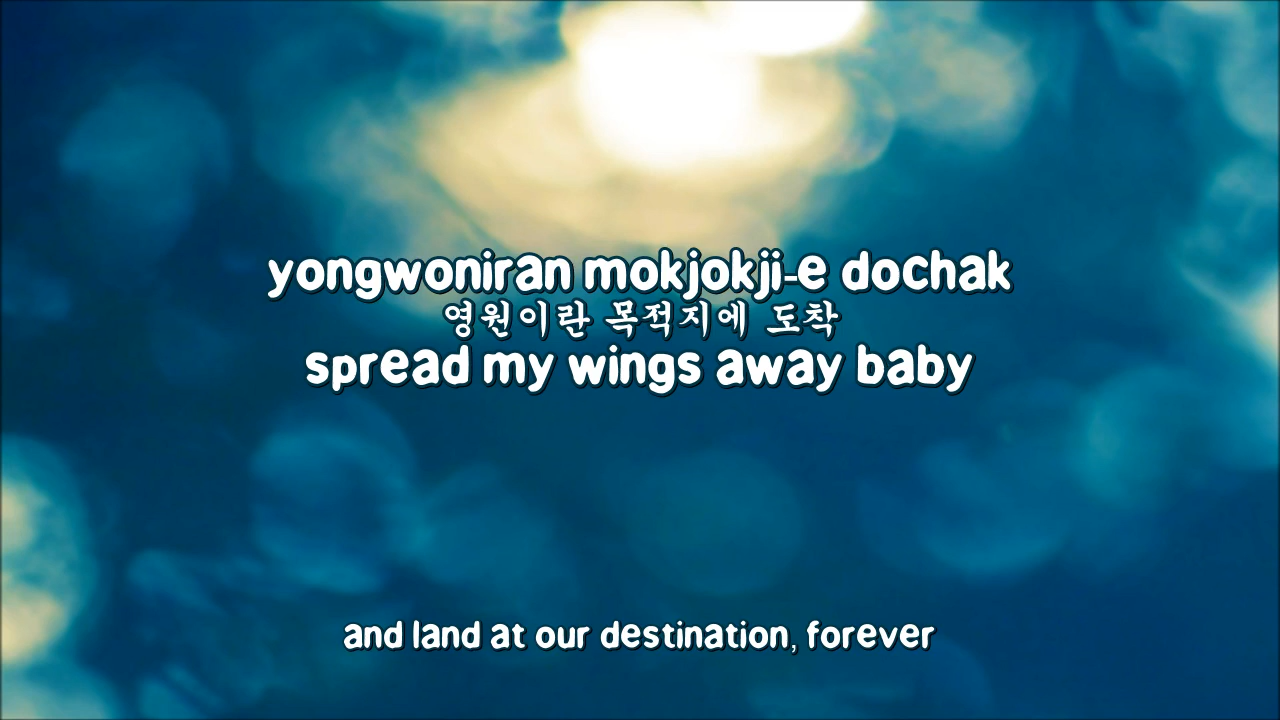 yongwoniran mokjokji-e dochak
영원이란 목적지에 도착
spread my wings away baby
and land at our destination, forever